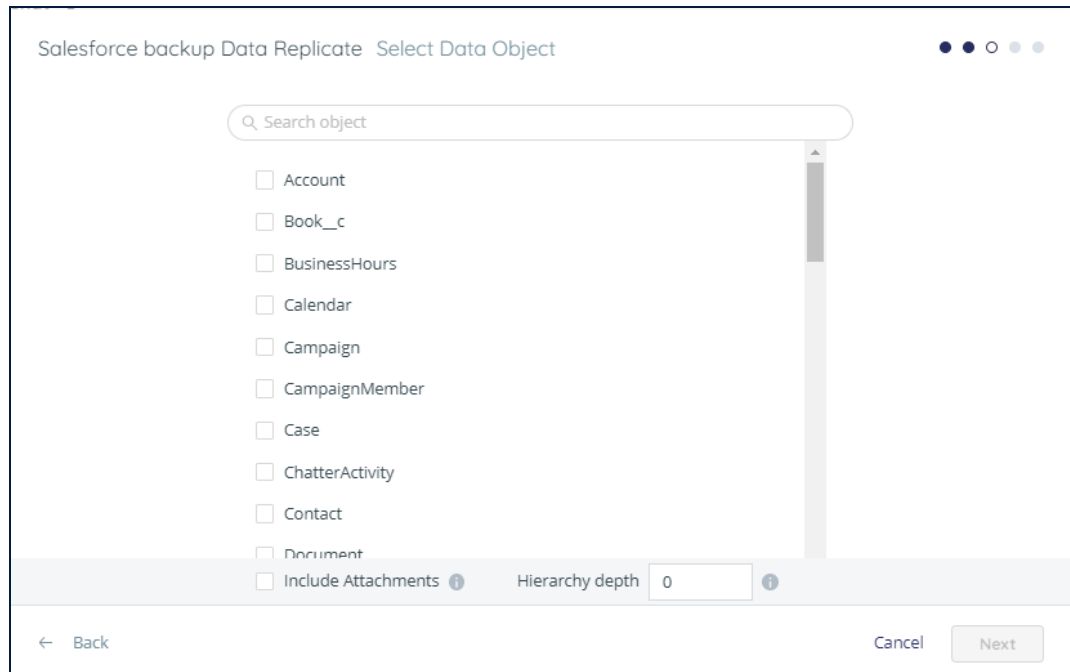 Salesforce backup Data Replicate Select Data Object
Search object
Account
Book__c
BusinessHours
Calendar
Campaign
CampaignMember
Case
ChatterActivity
Contact
Document
Include Attachments Hierarchy depth 0
← Back Cancel Next